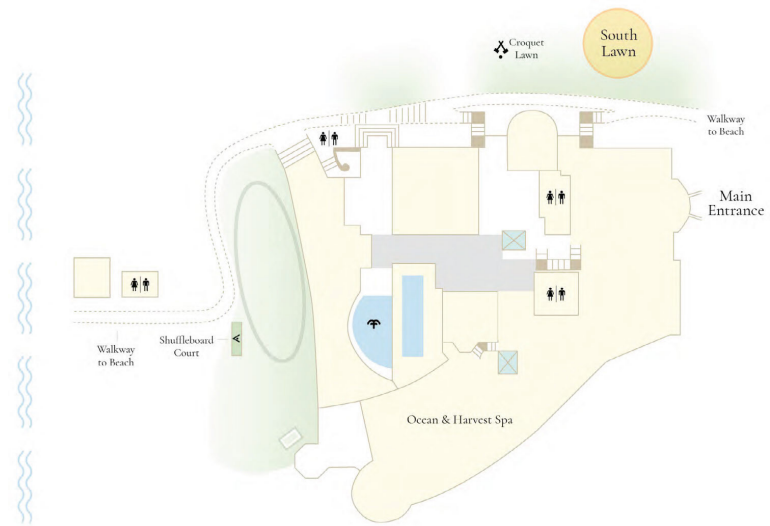 South
Lawn
Croquet
Lawn
Walkway
to Beach
Main
Entrance
Shuffleboard
Court
Walkway
to Beach
Ocean & Harvest Spa